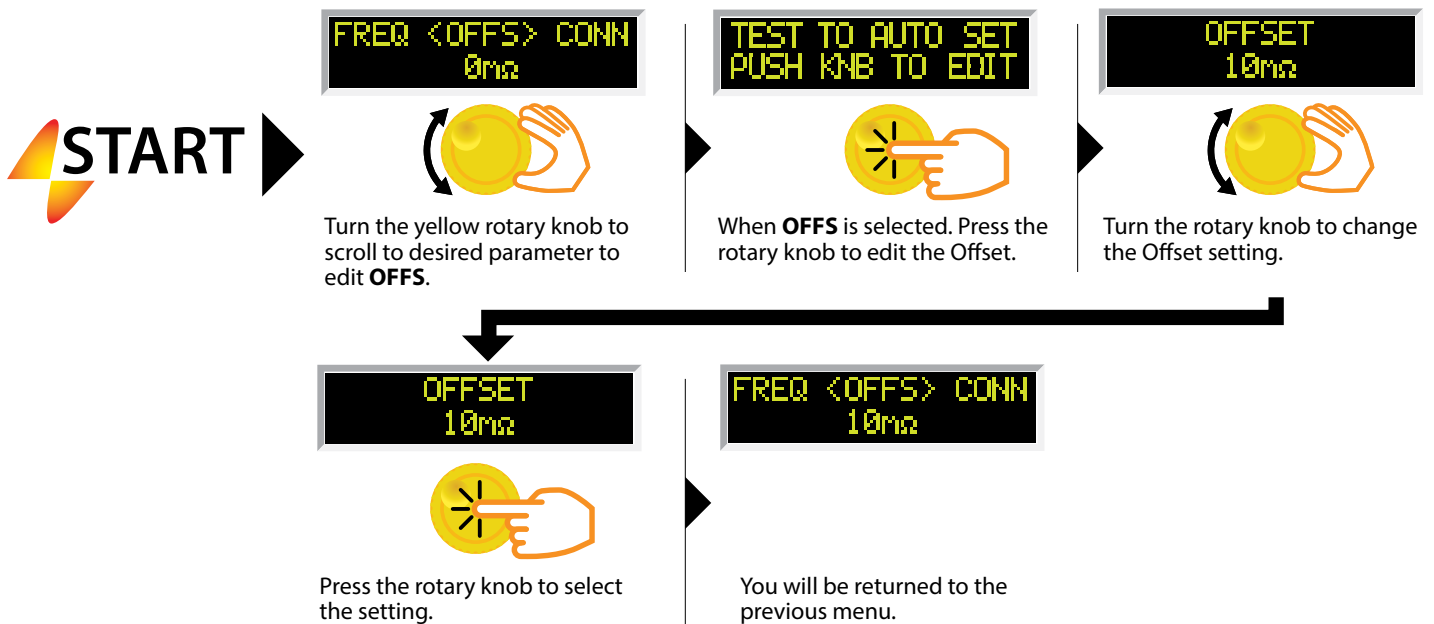 START
FREQ <OFFS> CONN
0mΩ
Turn the yellow rotary knob to
scroll to desired parameter to
edit OFFS.
TEST TO AUTO SET
PUSH KNB TO EDIT
When OFFS is selected. Press the
rotary knob to edit the Offset.
OFFSET
10mΩ
Turn the rotary knob to change
the Offset setting.
OFFSET
10mΩ
Press the rotary knob to select
the setting.
FREQ <OFFS> CONN
10mΩ
You will be returned to the
previous menu.